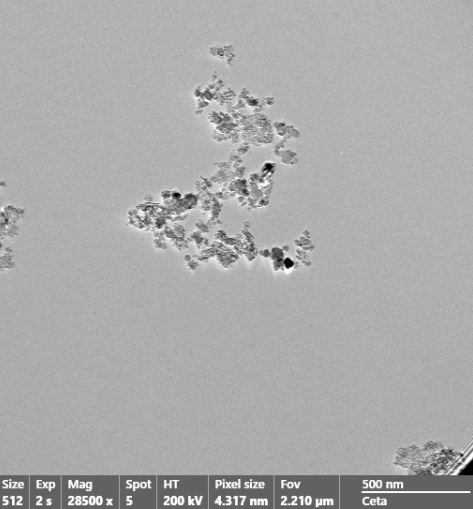 Size Exp Mag Spot HT Pixel size Fov 500 nm
512 2 s 28500 x 5 200 kV 4.317 nm 2.210 µm Ceta